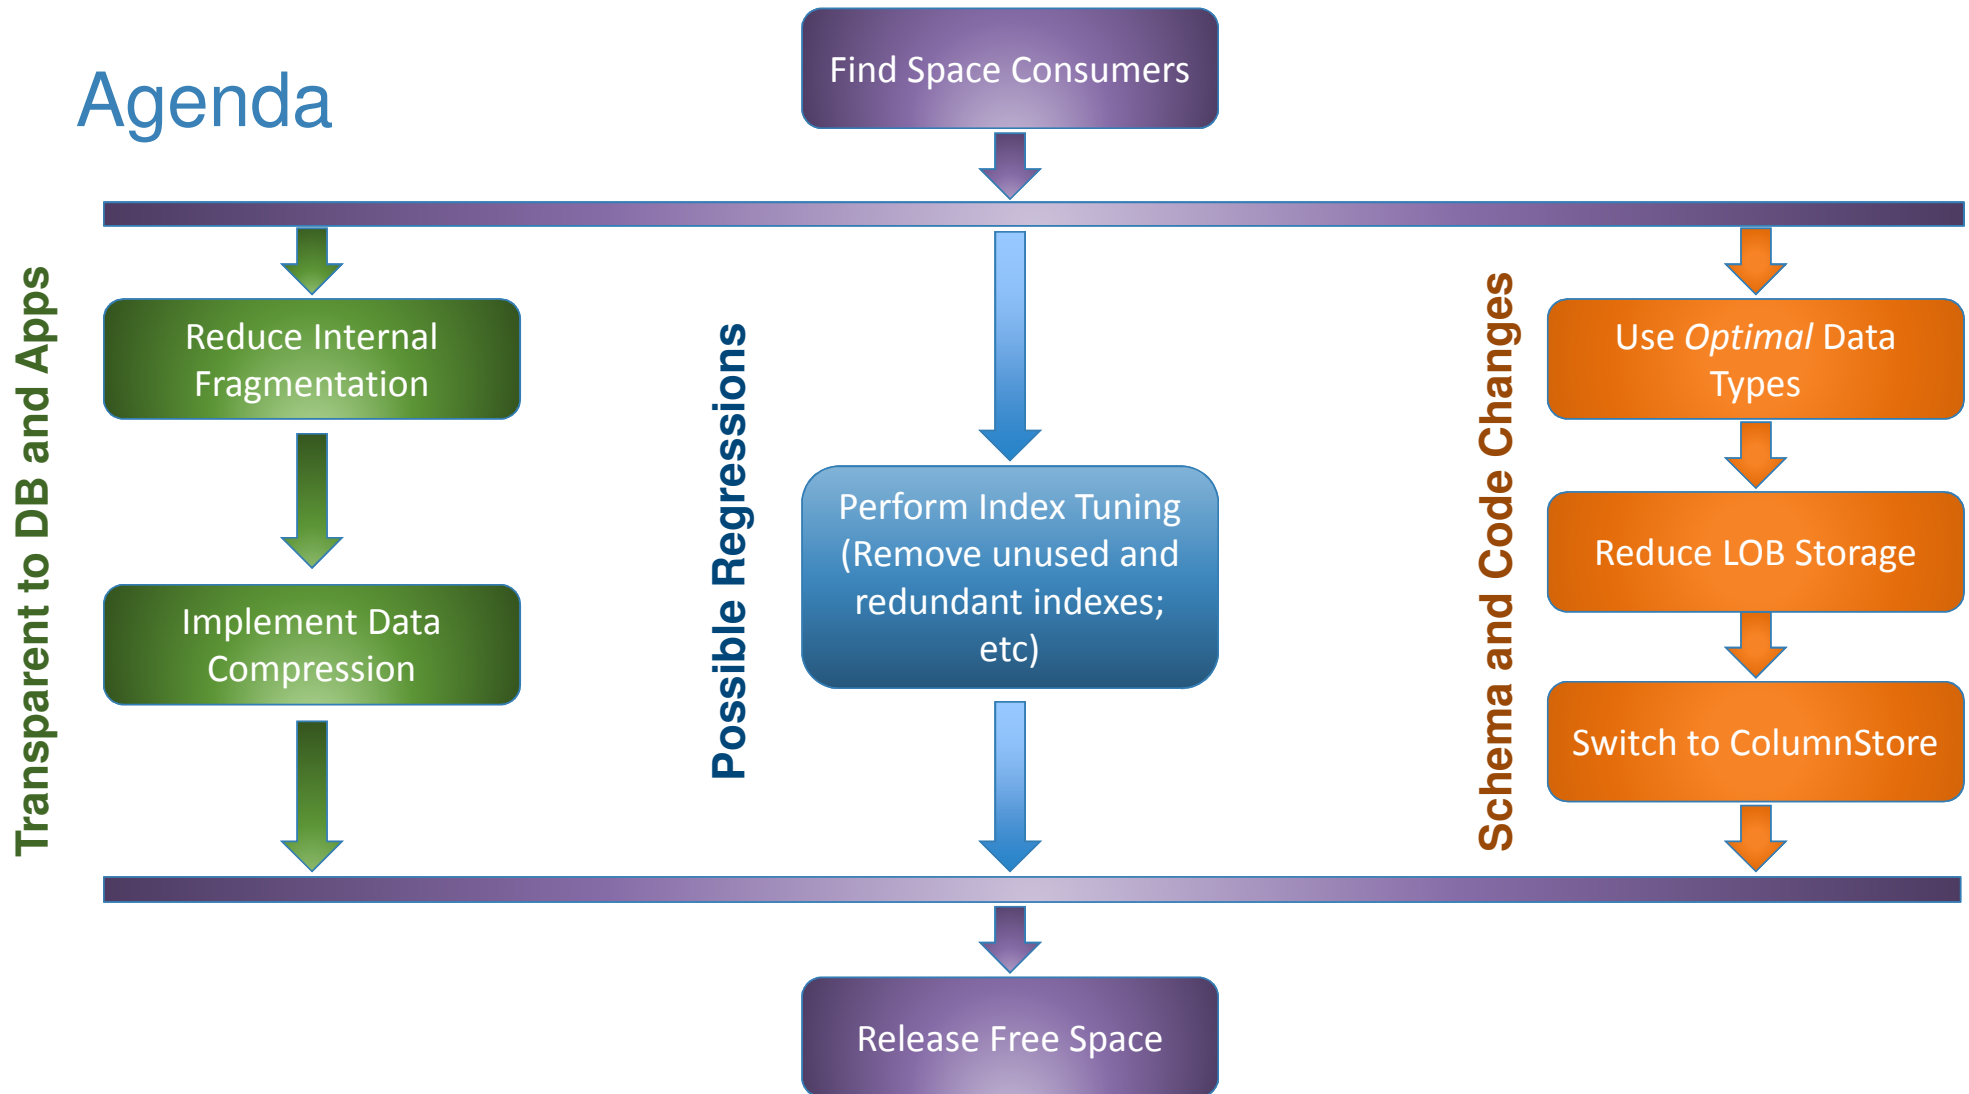 Agenda
Find Space Consumers
Transparent to DB and Apps
Reduce Internal
Fragmentation
Implement Data
Compression
Possible Regressions
Perform Index Tuning
(Remove unused and
redundant indexes;
etc)
Schema and Code Changes
Use Optimal Data
Types
Reduce LOB Storage
Switch to ColumnStore
Release Free Space